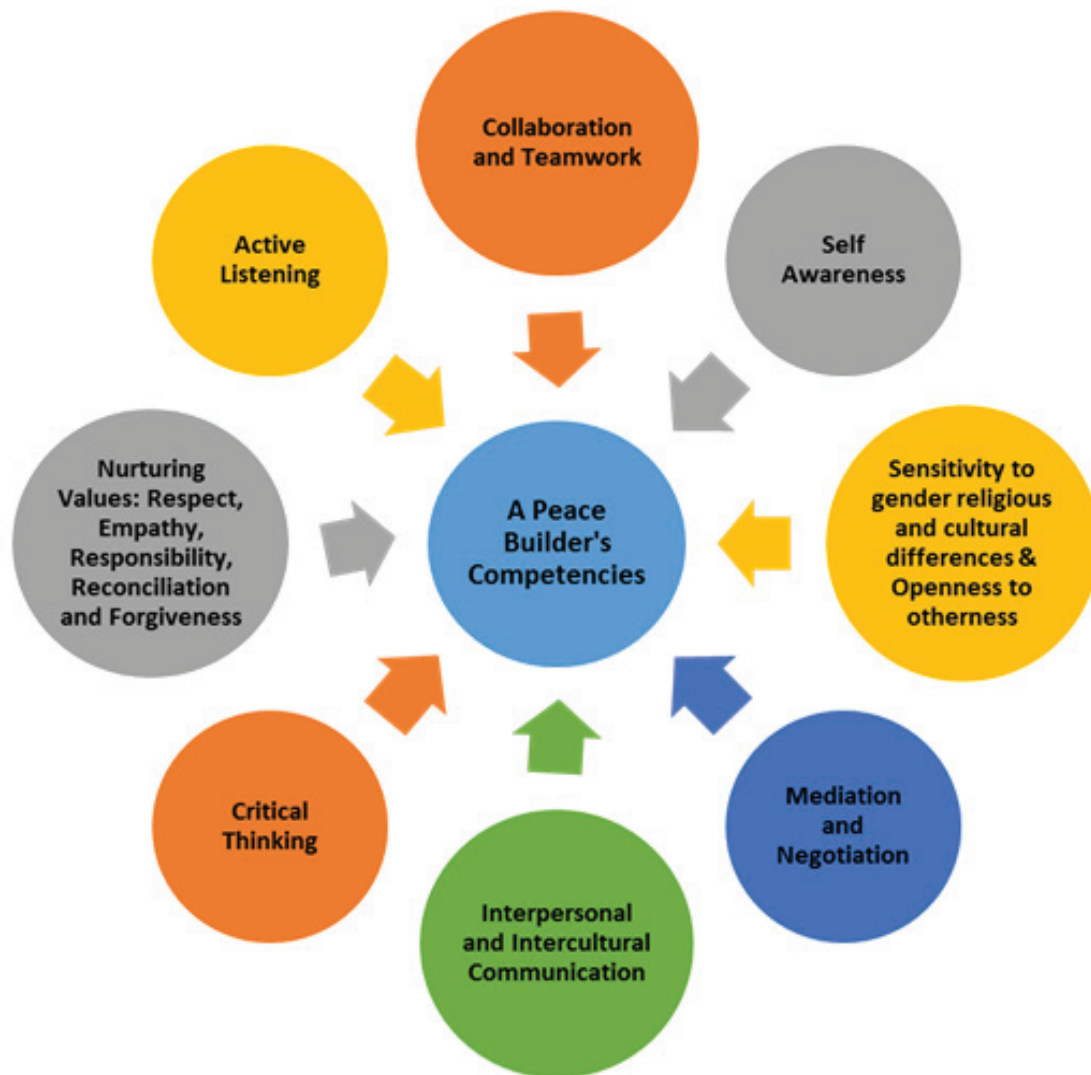 Collaboration
and Teamwork
Self
Awareness
Sensitivity to
gender religious
and cultural
differences &
Openness to
otherness
Mediation
and
Negotiation
Interpersonal
and Intercultural
Communication
Critical
Thinking
Nurturing
Values: Respect,
Empathy,
Responsibility,
Reconciliation
and Forgiveness
Active
Listening
A Peace
Builder's
Competencies